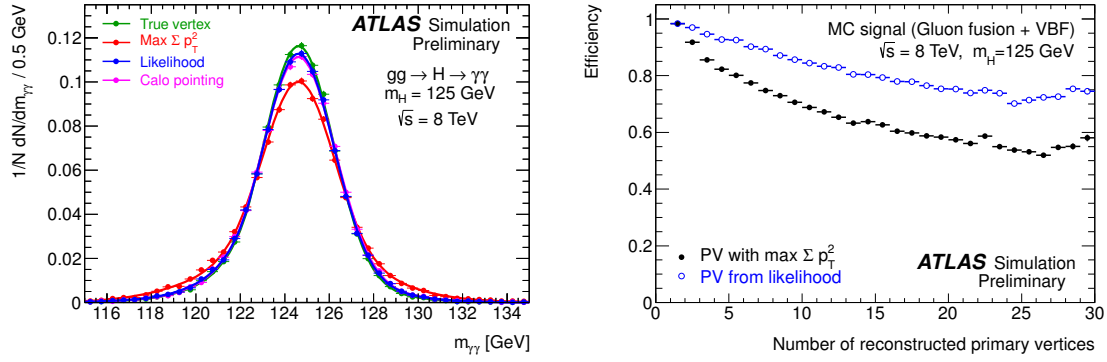 1/N dN/dm_γγ / 0.5 GeV
0.12
0.1
0.08
0.06
0.04
0.02
0
True vertex
Max Σ p_T^2
Likelihood
Calo pointing
ATLAS Simulation
Preliminary
gg → H → γγ
m_H = 125 GeV
√s = 8 TeV
116 118 120 122 124 126 128 130 132 134
m_γγ [GeV]
Efficiency
1
0.8
0.6
0.4
0.2
0
MC signal (Gluon fusion + VBF)
√s = 8 TeV, m_H=125 GeV
PV with max Σ p_T^2
PV from likelihood
ATLAS Simulation
Preliminary
0 5 10 15 20 25 30
Number of reconstructed primary vertices